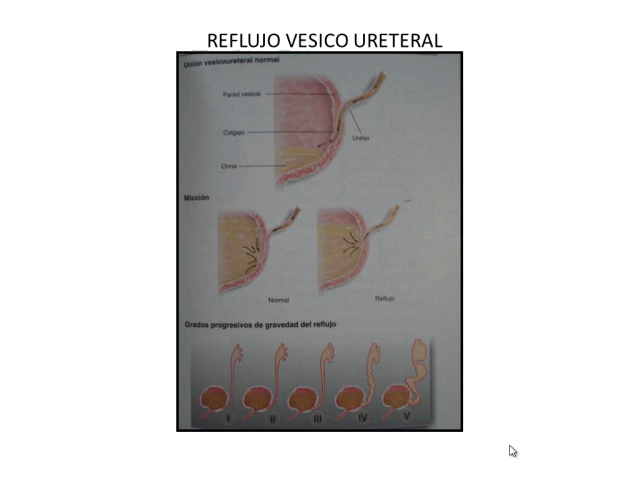 REFLUJO VESICO URETERAL
Unión vesicoureteral normal
Pared vesical
Colgajo
Uréter
Orina
Micción
Normal
Reflujo
Grados progresivos de gravedad del reflujo
I II III IV V